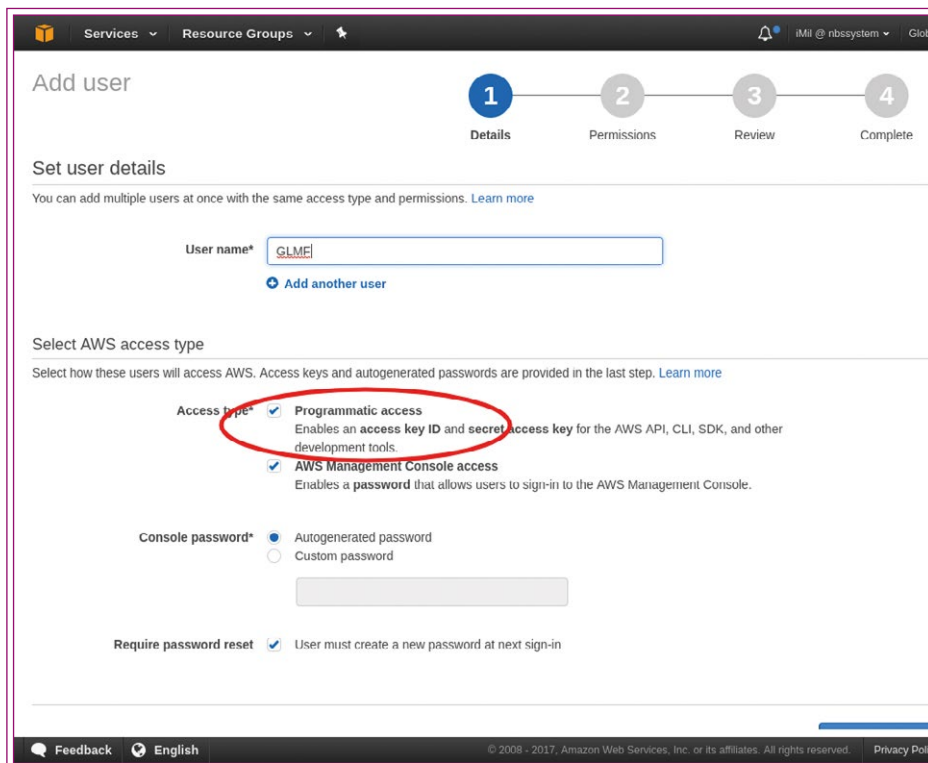 Services Resource Groups iMil @ nbssystem Glob
Add user
1 2 3 4
Details Permissions Review Complete
Set user details
You can add multiple users at once with the same access type and permissions. Learn more
User name* GLMF
Add another user
Select AWS access type
Select how these users will access AWS. Access keys and autogenerated passwords are provided in the last step. Learn more
Access type* Programmatic access
Enables an access key ID and secret access key for the AWS API, CLI, SDK, and other
development tools.
AWS Management Console access
Enables a password that allows users to sign-in to the AWS Management Console.
Console password* Autogenerated password
Custom password
Require password reset User must create a new password at next sign-in
Feedback English © 2008 - 2017, Amazon Web Services, Inc. or its affiliates. All rights reserved. Privacy Poli